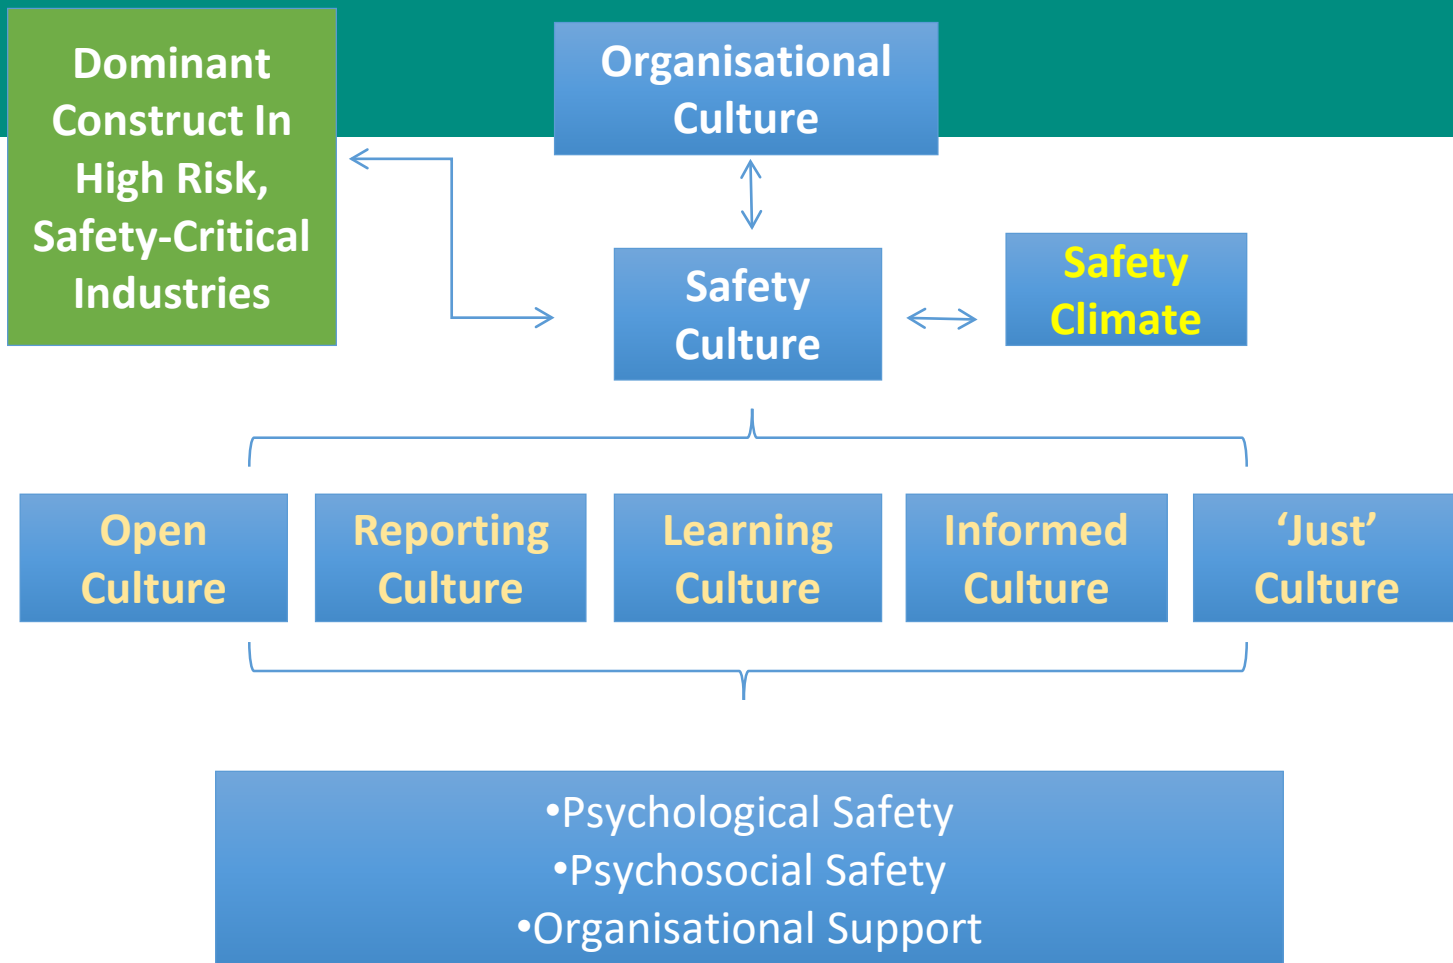 Dominant
Construct In
High Risk,
Safety-Critical
Industries
Organisational
Culture
Safety
Culture
Safety
Climate
Open
Culture
Reporting
Culture
Learning
Culture
Informed
Culture
‘Just’
Culture
•Psychological Safety
•Psychosocial Safety
•Organisational Support